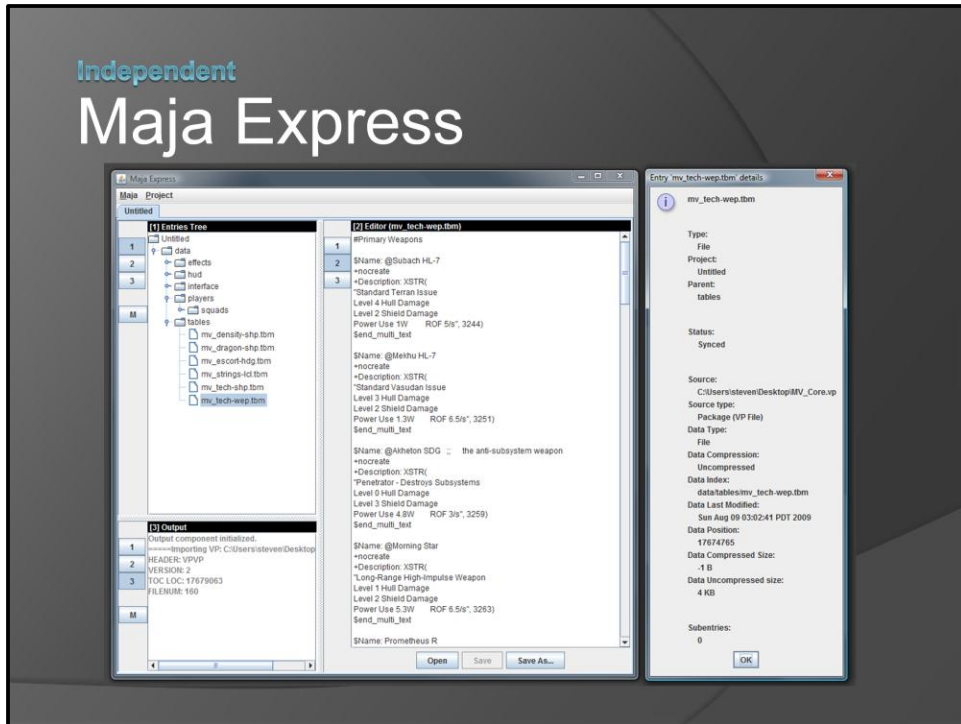 Independent
Maja Express
Maja Express
Maja Project
Untitled
[1] Entries Tree
1
2
3
M
Untitled
data
effects
hud
interface
players
squads
tables
mv_density-shp.tbm
mv_dragon-shp.tbm
mv_escort-hdg.tbm
mv_strings-lcl.tbm
mv_tech-shp.tbm
mv_tech-wep.tbm
[3] Output
1
2
3
M
Output component initialized.
=====Importing VP: C:\Users\steven\Desktop
HEADER: VPVP
VERSION: 2
TOC LOC: 17679063
FILENUM: 160
[2] Editor (mv_tech-wep.tbm)
1
2
3
#Primary Weapons
$Name: @Subach HL-7
+nocreate
+Description: XSTR(
"Standard Terran Issue
Level 4 Hull Damage
Level 2 Shield Damage
Power Use 1W ROF 5/s", 3244)
$end_multi_text
$Name: @Mekhu HL-7
+nocreate
+Description: XSTR(
"Standard Vasudan Issue
Level 3 Hull Damage
Level 2 Shield Damage
Power Use 1.3W ROF 6.5/s", 3251)
$end_multi_text
$Name: @Akheton SDG ;; the anti-subsystem weapon
+nocreate
+Description: XSTR(
"Penetrator - Destroys Subsystems
Level 0 Hull Damage
Level 3 Shield Damage
Power Use 4.8W ROF 3/s", 3259)
$end_multi_text
$Name: @Morning Star
+nocreate
+Description: XSTR(
"Long-Range High-Impulse Weapon
Level 1 Hull Damage
Level 2 Shield Damage
Power Use 5.3W ROF 6.5/s", 3263)
$end_multi_text
$Name: Prometheus R
Open Save Save As...
Entry 'mv_tech-wep.tbm' details
mv_tech-wep.tbm
Type:
File
Project:
Untitled
Parent:
tables
Status:
Synced
Source:
C:\Users\steven\Desktop\MV_Core.vp
Source type:
Package (VP File)
Data Type:
File
Data Compression:
Uncompressed
Data Index:
data/tables/mv_tech-wep.tbm
Data Last Modified:
Sun Aug 09 03:02:41 PDT 2009
Data Position:
17674765
Data Compressed Size:
-1 B
Data Uncompressed size:
4 KB
Subentries:
0
OK